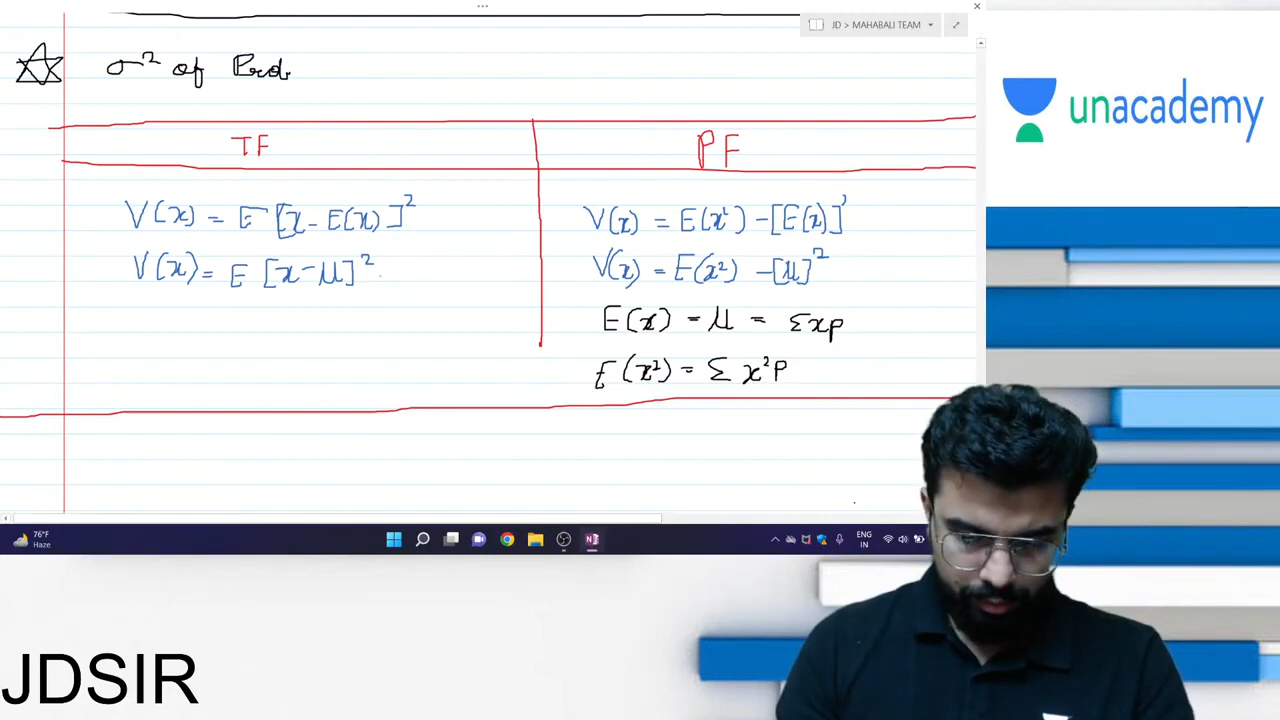 JD > MAHABALI TEAM
σ² of Prob.
unacademy
TF
PF
V(x) = E [x - E(x)]²
V(x) = E(x²) - [E(x)]²
V(x) = E [x - μ]²
V(x) = E(x²) - [μ]²
E(x) = μ = Σxp
E(x²) = Σ x²P
76°F
Haze
ENG
IN
JDSIR